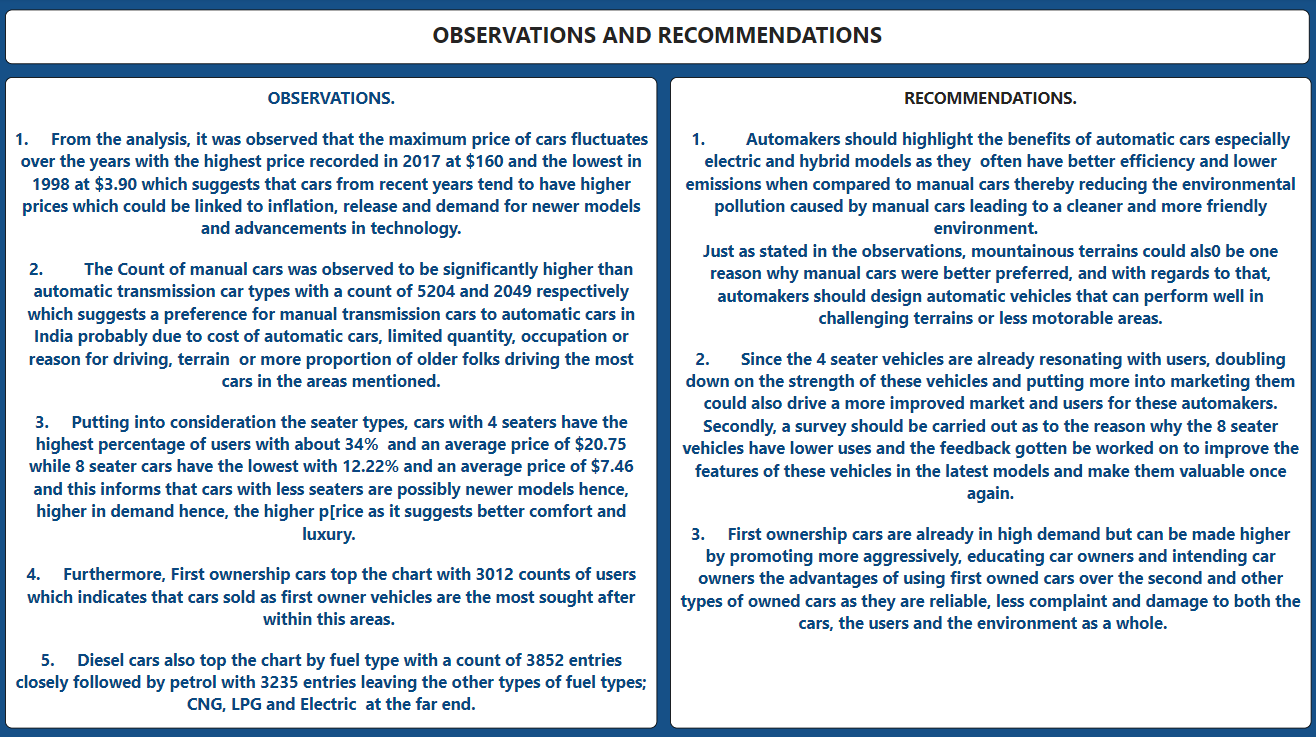 OBSERVATIONS AND RECOMMENDATIONS
OBSERVATIONS.
1. From the analysis, it was observed that the maximum price of cars fluctuates
over the years with the highest price recorded in 2017 at $160 and the lowest in
1998 at $3.90 which suggests that cars from recent years tend to have higher
prices which could be linked to inflation, release and demand for newer models
and advancements in technology.
2. The Count of manual cars was observed to be significantly higher than
automatic transmission car types with a count of 5204 and 2049 respectively
which suggests a preference for manual transmission cars to automatic cars in
India probably due to cost of automatic cars, limited quantity, occupation or
reason for driving, terrain or more proportion of older folks driving the most
cars in the areas mentioned.
3. Putting into consideration the seater types, cars with 4 seaters have the
highest percentage of users with about 34% and an average price of $20.75
while 8 seater cars have the lowest with 12.22% and an average price of $7.46
and this informs that cars with less seaters are possibly newer models hence,
higher in demand hence, the higher p[rice as it suggests better comfort and
luxury.
4. Furthermore, First ownership cars top the chart with 3012 counts of users
which indicates that cars sold as first owner vehicles are the most sought after
within this areas.
5. Diesel cars also top the chart by fuel type with a count of 3852 entries
closely followed by petrol with 3235 entries leaving the other types of fuel types;
CNG, LPG and Electric at the far end.
RECOMMENDATIONS.
1. Automakers should highlight the benefits of automatic cars especially
electric and hybrid models as they often have better efficiency and lower
emissions when compared to manual cars thereby reducing the environmental
pollution caused by manual cars leading to a cleaner and more friendly
environment.
Just as stated in the observations, mountainous terrains could als0 be one
reason why manual cars were better preferred, and with regards to that,
automakers should design automatic vehicles that can perform well in
challenging terrains or less motorable areas.
2. Since the 4 seater vehicles are already resonating with users, doubling
down on the strength of these vehicles and putting more into marketing them
could also drive a more improved market and users for these automakers.
Secondly, a survey should be carried out as to the reason why the 8 seater
vehicles have lower uses and the feedback gotten be worked on to improve the
features of these vehicles in the latest models and make them valuable once
again.
3. First ownership cars are already in high demand but can be made higher
by promoting more aggressively, educating car owners and intending car
owners the advantages of using first owned cars over the second and other
types of owned cars as they are reliable, less complaint and damage to both the
cars, the users and the environment as a whole.